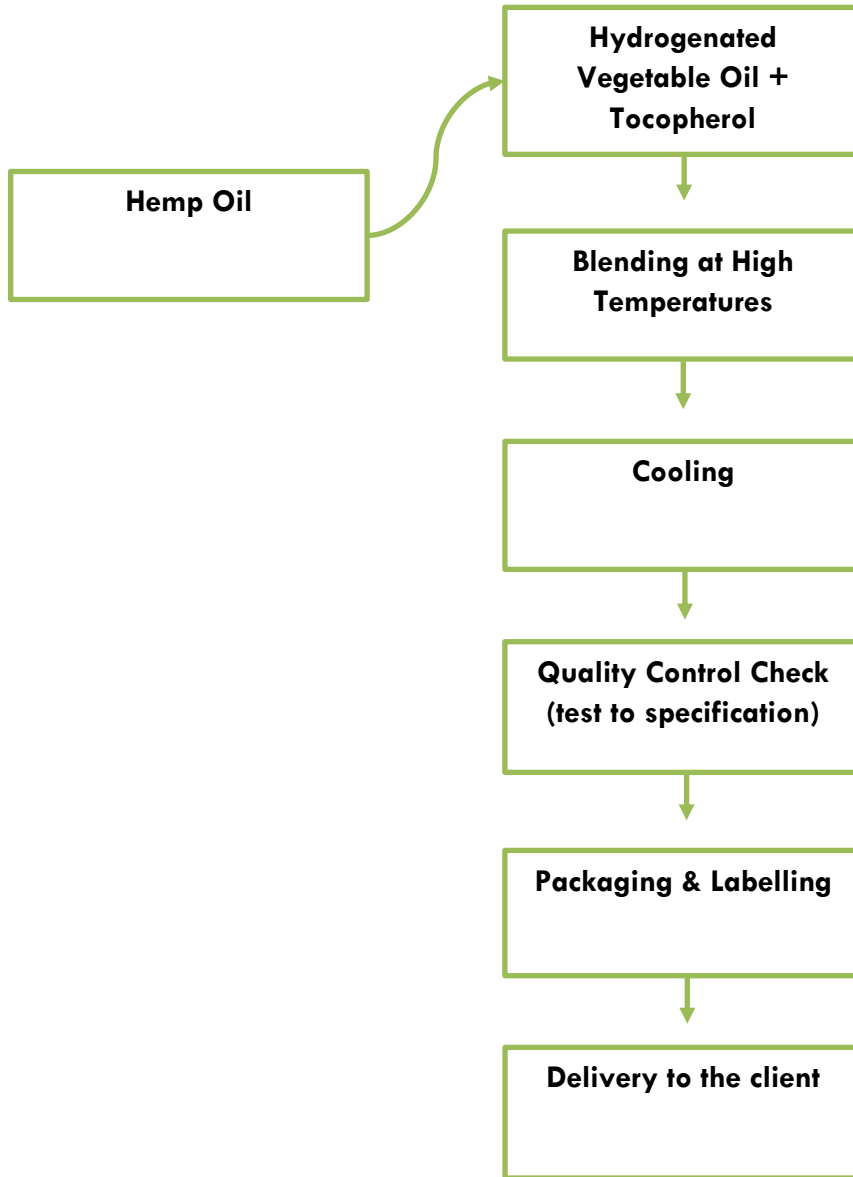 Hydrogenated
Vegetable Oil +
Tocopherol
Hemp Oil
Blending at High
Temperatures
Cooling
Quality Control Check
(test to specification)
Packaging & Labelling
Delivery to the client